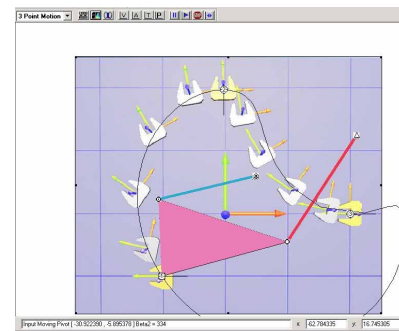 3 Point Motion
V A T P
Input Moving Pivot [ -30.922390, -5.895378 ] Beta2 = 334
x: -62.784335 y: 16.745305